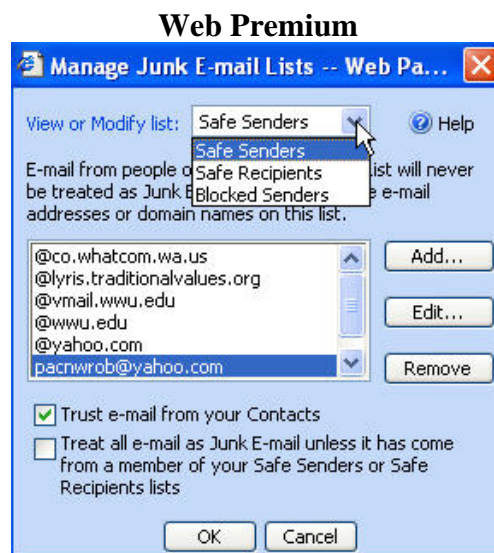 Web Premium
Manage Junk E-mail Lists -- Web Pa...
View or Modify list: Safe Senders Help
Safe Senders
Safe Recipients
Blocked Senders
E-mail from people o ist will never
be treated as Junk E e e-mail
addresses or domain names on this list.
@co.whatcom.wa.us Add...
@lyris.traditionalvalues.org
@vmail.wwu.edu Edit...
@wwu.edu
@yahoo.com
pacnwrob@yahoo.com Remove
Trust e-mail from your Contacts
Treat all e-mail as Junk E-mail unless it has come
from a member of your Safe Senders or Safe
Recipients lists
OK Cancel